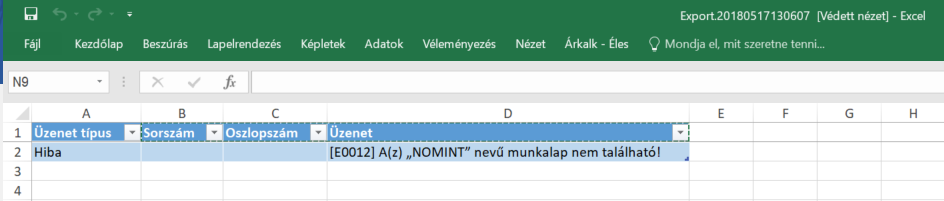 Export.20180517130607 [Védett nézet] - Excel
Fájl Kezdőlap Beszúrás Lapelrendezés Képletek Adatok Véleményezés Nézet Árkalk - Éles Mondja el, mit szeretne tenni...
N9 fx
A B C D E F G H
1 Üzenet típus Sorszám Oszlopszám Üzenet
2 Hiba [E0012] A(z) „NOMINT” nevű munkalap nem található!
3
4